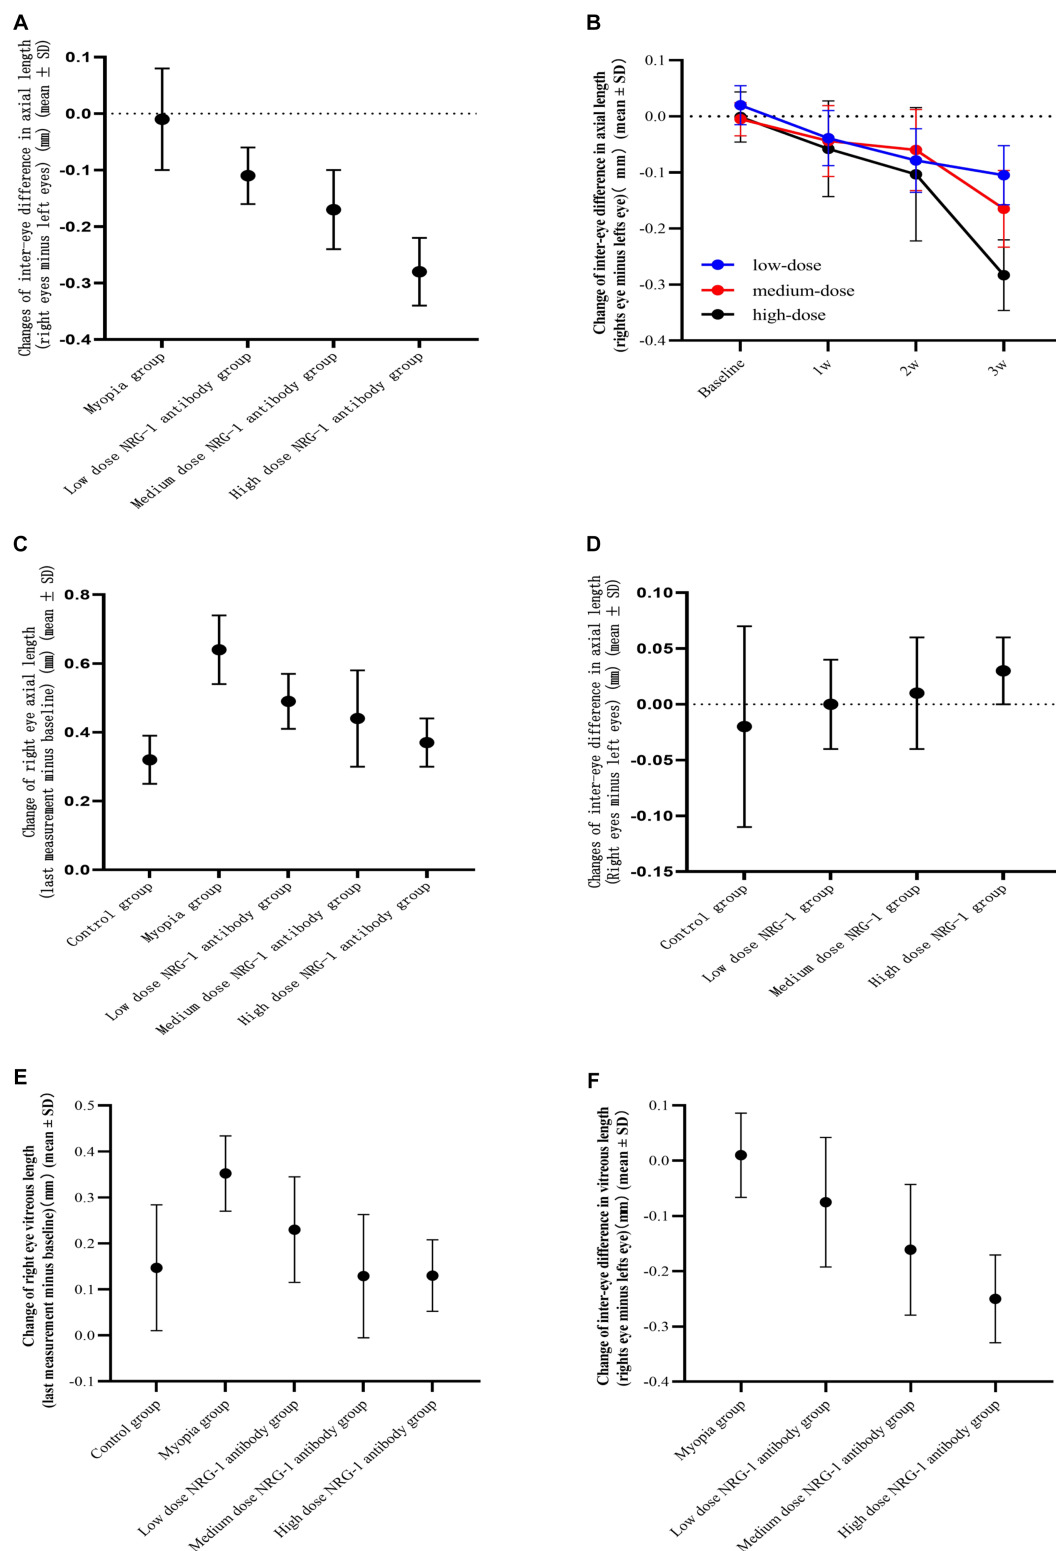 A
Changes of inter-eye difference in axial length
(right eyes minus left eyes) (mm) (mean ± SD)
0.1
0.0
-0.1
-0.2
-0.3
-0.4
Myopia group
Low dose NRG-1 antibody group
Medium dose NRG-1 antibody group
High dose NRG-1 antibody group
B
Change of inter-eye difference in axial length
(rights eye minus lefts eye)( mm) (mean ± SD)
0.1
0.0
-0.1
-0.2
-0.3
-0.4
low-dose
medium-dose
high-dose
Baseline
1w
2w
3w
C
Change of right eye axial length
(last measurement minus baseline) (mm) (mean ± SD)
0.8
0.6
0.4
0.2
0.0
Control group
Myopia group
Low dose NRG-1 antibody group
Medium dose NRG-1 antibody group
High dose NRG-1 antibody group
D
Changes of inter-eye difference in axial length
(Right eyes minus left eyes) (mm) (mean ± SD)
0.10
0.05
0.00
-0.05
-0.10
-0.15
Control group
Low dose NRG-1 group
Medium dose NRG-1 group
High dose NRG-1 group
E
Change of right eye vitreous length
(last measurement minus baseline)(mm) (mean ± SD)
0.5
0.4
0.3
0.2
0.1
0.0
-0.1
Control group
Myopia group
Low dose NRG-1 antibody group
Medium dose NRG-1 antibody group
High dose NRG-1 antibody group
F
Change of inter-eye difference in vitreous length
(rights eye minus lefts eye)(mm) (mean ± SD)
0.1
0.0
-0.1
-0.2
-0.3
-0.4
Myopia group
Low dose NRG-1 antibody group
Medium dose NRG-1 antibody group
High dose NRG-1 antibody group